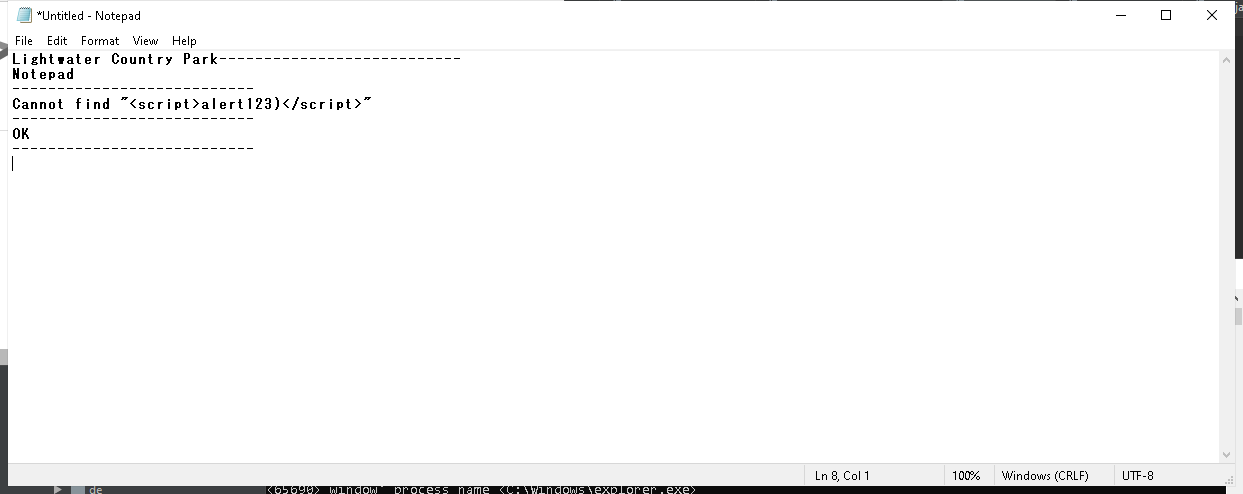 *Untitled - Notepad
File Edit Format View Help
Lightwater Country Park---------------------------
Notepad
---------------------------
Cannot find "<script>alert123)</script>"
---------------------------
OK
---------------------------
Ln 8, Col 1 100% Windows (CRLF) UTF-8
de <65690> window' process name <C:\Windows\explorer.exe>